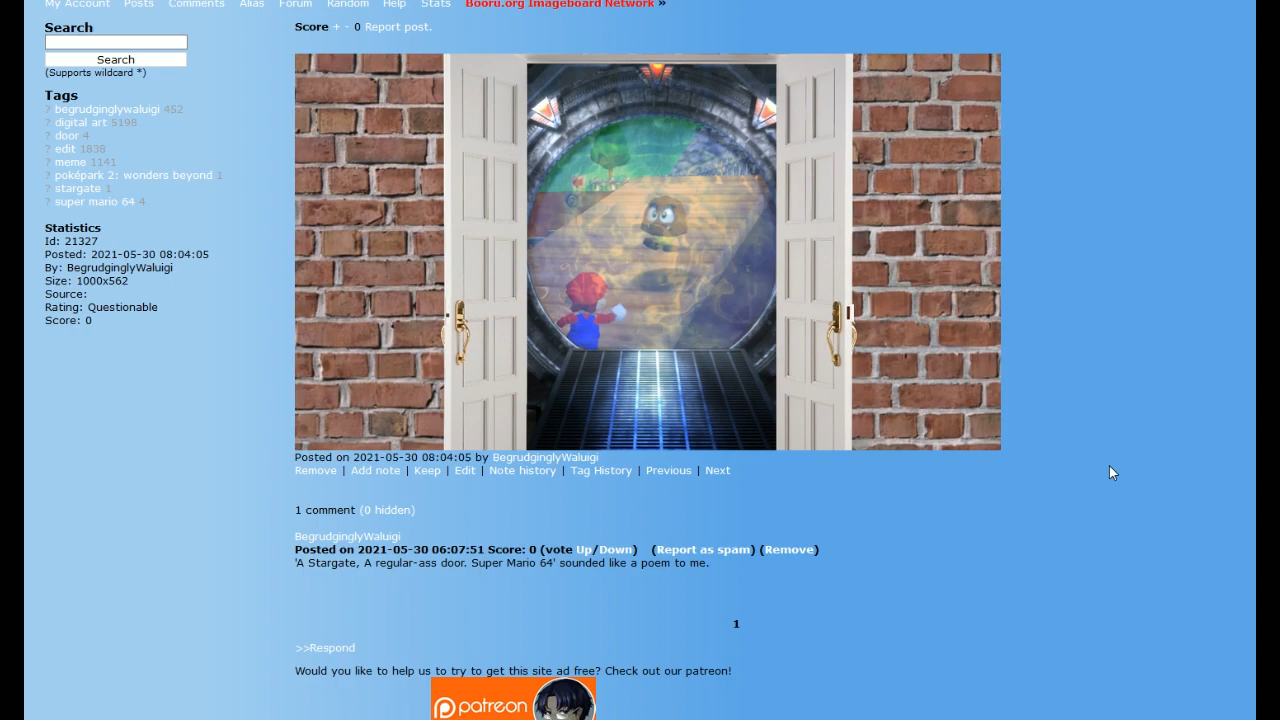 My Account Posts Comments Alias Forum Random Help Stats Booru.org Imageboard Network »
Search
Search
(Supports wildcard *)
Tags
? begrudginglywaluigi 452
? digital art 5198
? door 4
? edit 1838
? meme 1141
? poképark 2: wonders beyond 1
? stargate 1
? super mario 64 4
Statistics
Id: 21327
Posted: 2021-05-30 08:04:05
By: BegrudginglyWaluigi
Size: 1000x562
Source:
Rating: Questionable
Score: 0
Score + - 0 Report post.
Posted on 2021-05-30 08:04:05 by BegrudginglyWaluigi
Remove | Add note | Keep | Edit | Note history | Tag History | Previous | Next
1 comment (0 hidden)
BegrudginglyWaluigi
Posted on 2021-05-30 06:07:51 Score: 0 (vote Up/Down) (Report as spam) (Remove)
'A Stargate, A regular-ass door. Super Mario 64' sounded like a poem to me.
1
>>Respond
Would you like to help us to try to get this site ad free? Check out our patreon!
patreon